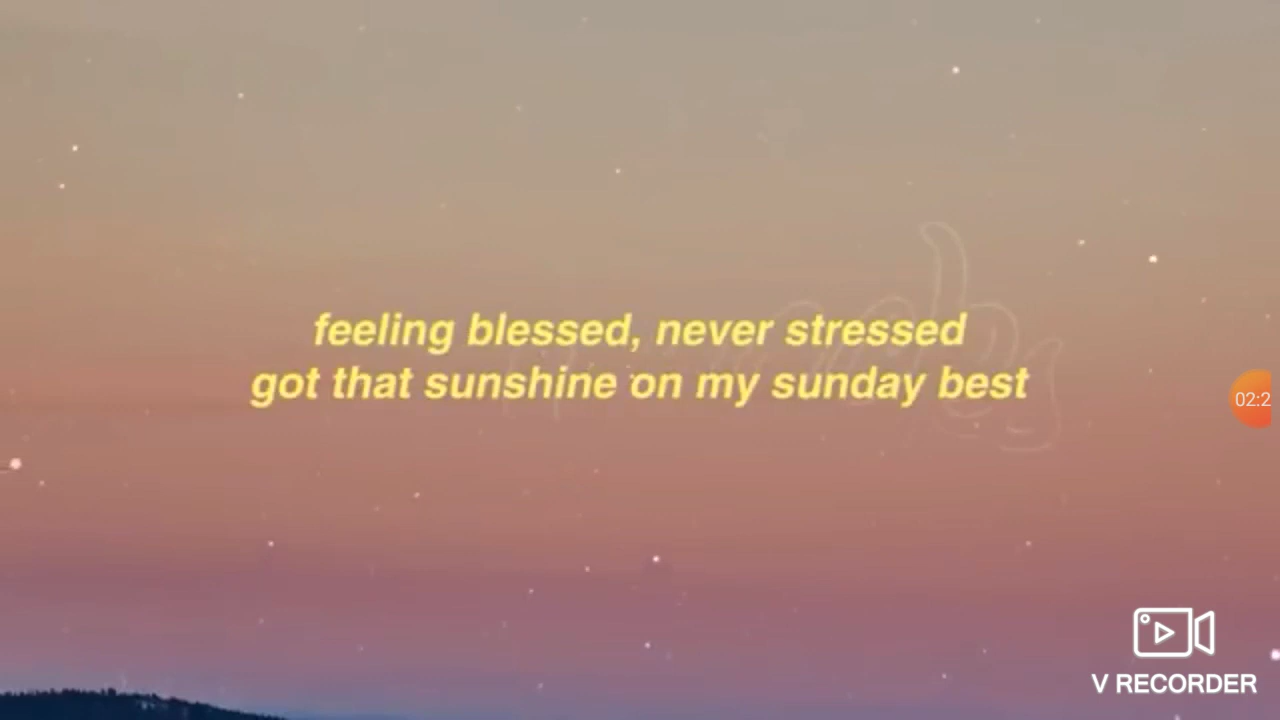 feeling blessed, never stressed
got that sunshine on my sunday best
02:2
V RECORDER